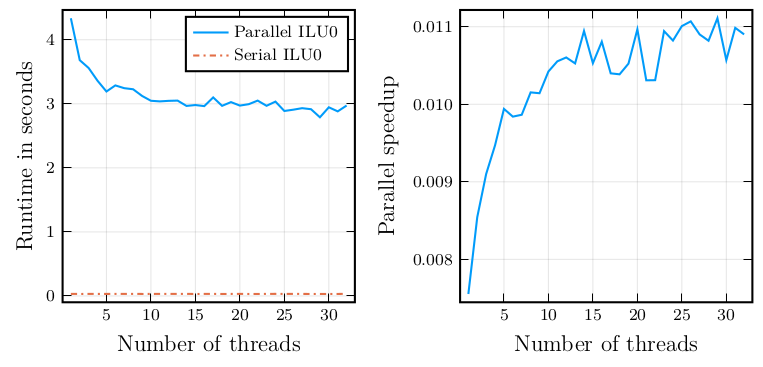 Runtime in seconds
4
3
2
1
0
Parallel ILU0
Serial ILU0
5 10 15 20 25 30
Number of threads
Parallel speedup
0.011
0.010
0.009
0.008
5 10 15 20 25 30
Number of threads